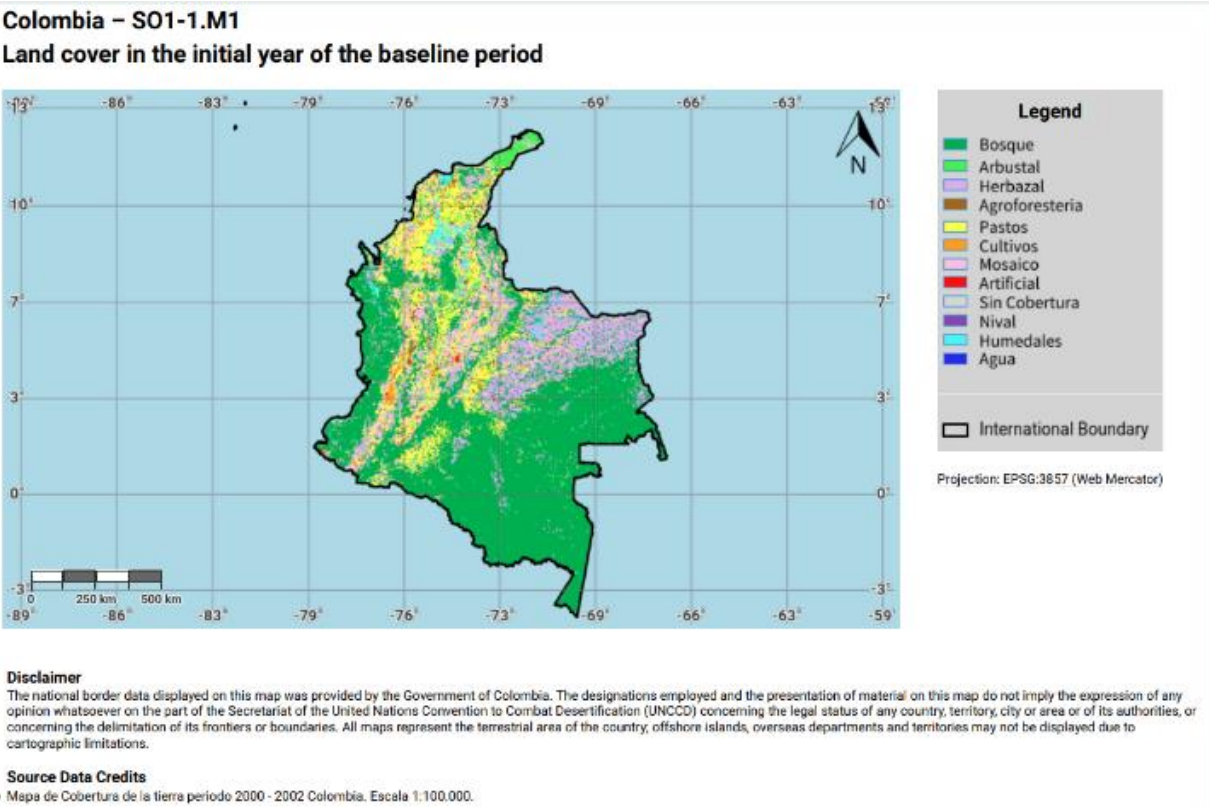 Colombia – SO1-1.M1
Land cover in the initial year of the baseline period
-86° -83° -79° -76° -73° -69° -66° -63°
13° 13°
N
10° 10°
7° 7°
3° 3°
0° 0°
-3° -3°
0 250 km 500 km
-89° -86° -83° -79° -76° -73° -69° -66° -63° -59°
Legend
Bosque
Arbustal
Herbazal
Agroforesteria
Pastos
Cultivos
Mosaico
Artificial
Sin Cobertura
Nival
Humedales
Agua
International Boundary
Projection: EPSG:3857 (Web Mercator)
Disclaimer
The national border data displayed on this map was provided by the Government of Colombia. The designations employed and the presentation of material on this map do not imply the expression of any
opinion whatsoever on the part of the Secretariat of the United Nations Convention to Combat Desertification (UNCCD) concerning the legal status of any country, territory, city or area or of its authorities, or
concerning the delimitation of its frontiers or boundaries. All maps represent the terrestrial area of the country; offshore islands, overseas departments and territories may not be displayed due to
cartographic limitations.
Source Data Credits
Mapa de Cobertura de la tierra periodo 2000 - 2002 Colombia. Escala 1:100.000.